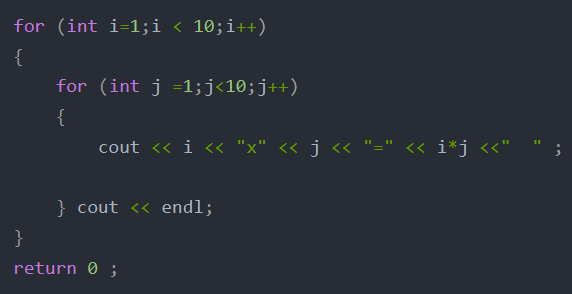 for (int i=1;i < 10;i++)
{
    for (int j =1;j<10;j++)
    {
        cout << i << "x" << j << "=" << i*j <<"  " ;

    } cout << endl;
}
return 0 ;